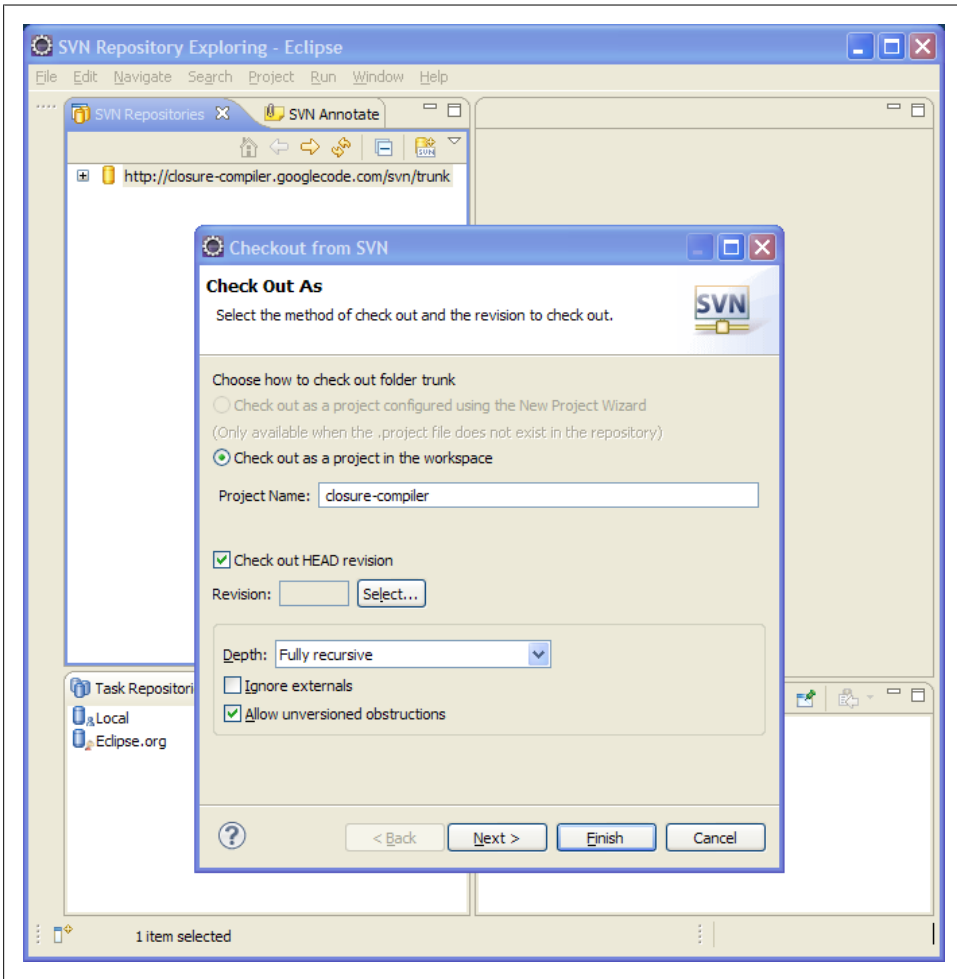 SVN Repository Exploring - Eclipse
File Edit Navigate Search Project Run Window Help
SVN Repositories SVN Annotate
SVN
http://closure-compiler.googlecode.com/svn/trunk
Checkout from SVN
Check Out As
Select the method of check out and the revision to check out.
SVN
Choose how to check out folder trunk
Check out as a project configured using the New Project Wizard
(Only available when the .project file does not exist in the repository)
Check out as a project in the workspace
Project Name: closure-compiler
Check out HEAD revision
Revision: Select...
Depth: Fully recursive
Ignore externals
Allow unversioned obstructions
Task Repositori
Local
Eclipse.org
? < Back Next > Finish Cancel
1 item selected